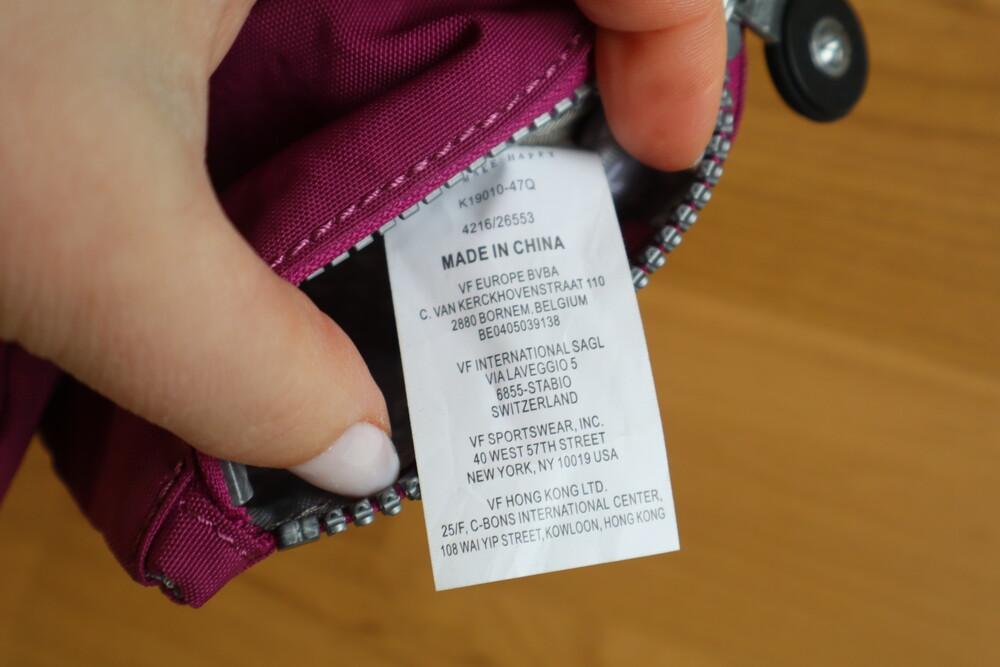 HAPPY
K19010-47Q
4216/26553
MADE IN CHINA
VF EUROPE BVBA
C. VAN KERCKHOVENSTRAAT 110
2880 BORNEM, BELGIUM
BE0405039138
VF INTERNATIONAL SAGL
VIA LAVEGGIO 5
6855-STABIO
SWITZERLAND
VF SPORTSWEAR, INC.
40 WEST 57TH STREET
NEW YORK, NY 10019 USA
VF HONG KONG LTD.
25/F, C-BONS INTERNATIONAL CENTER,
108 WAI YIP STREET, KOWLOON, HONG KONG